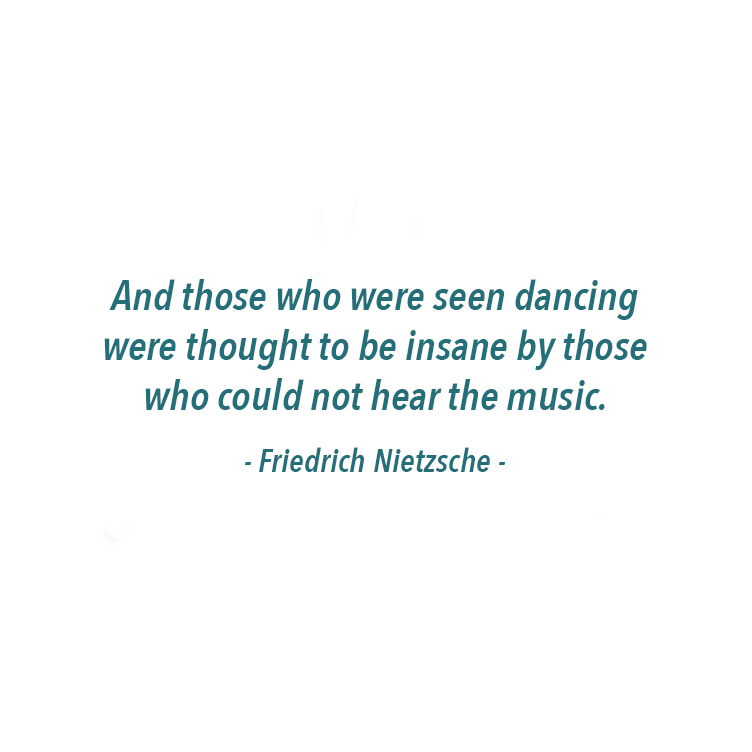 And those who were seen dancing
were thought to be insane by those
who could not hear the music.
- Friedrich Nietzsche -